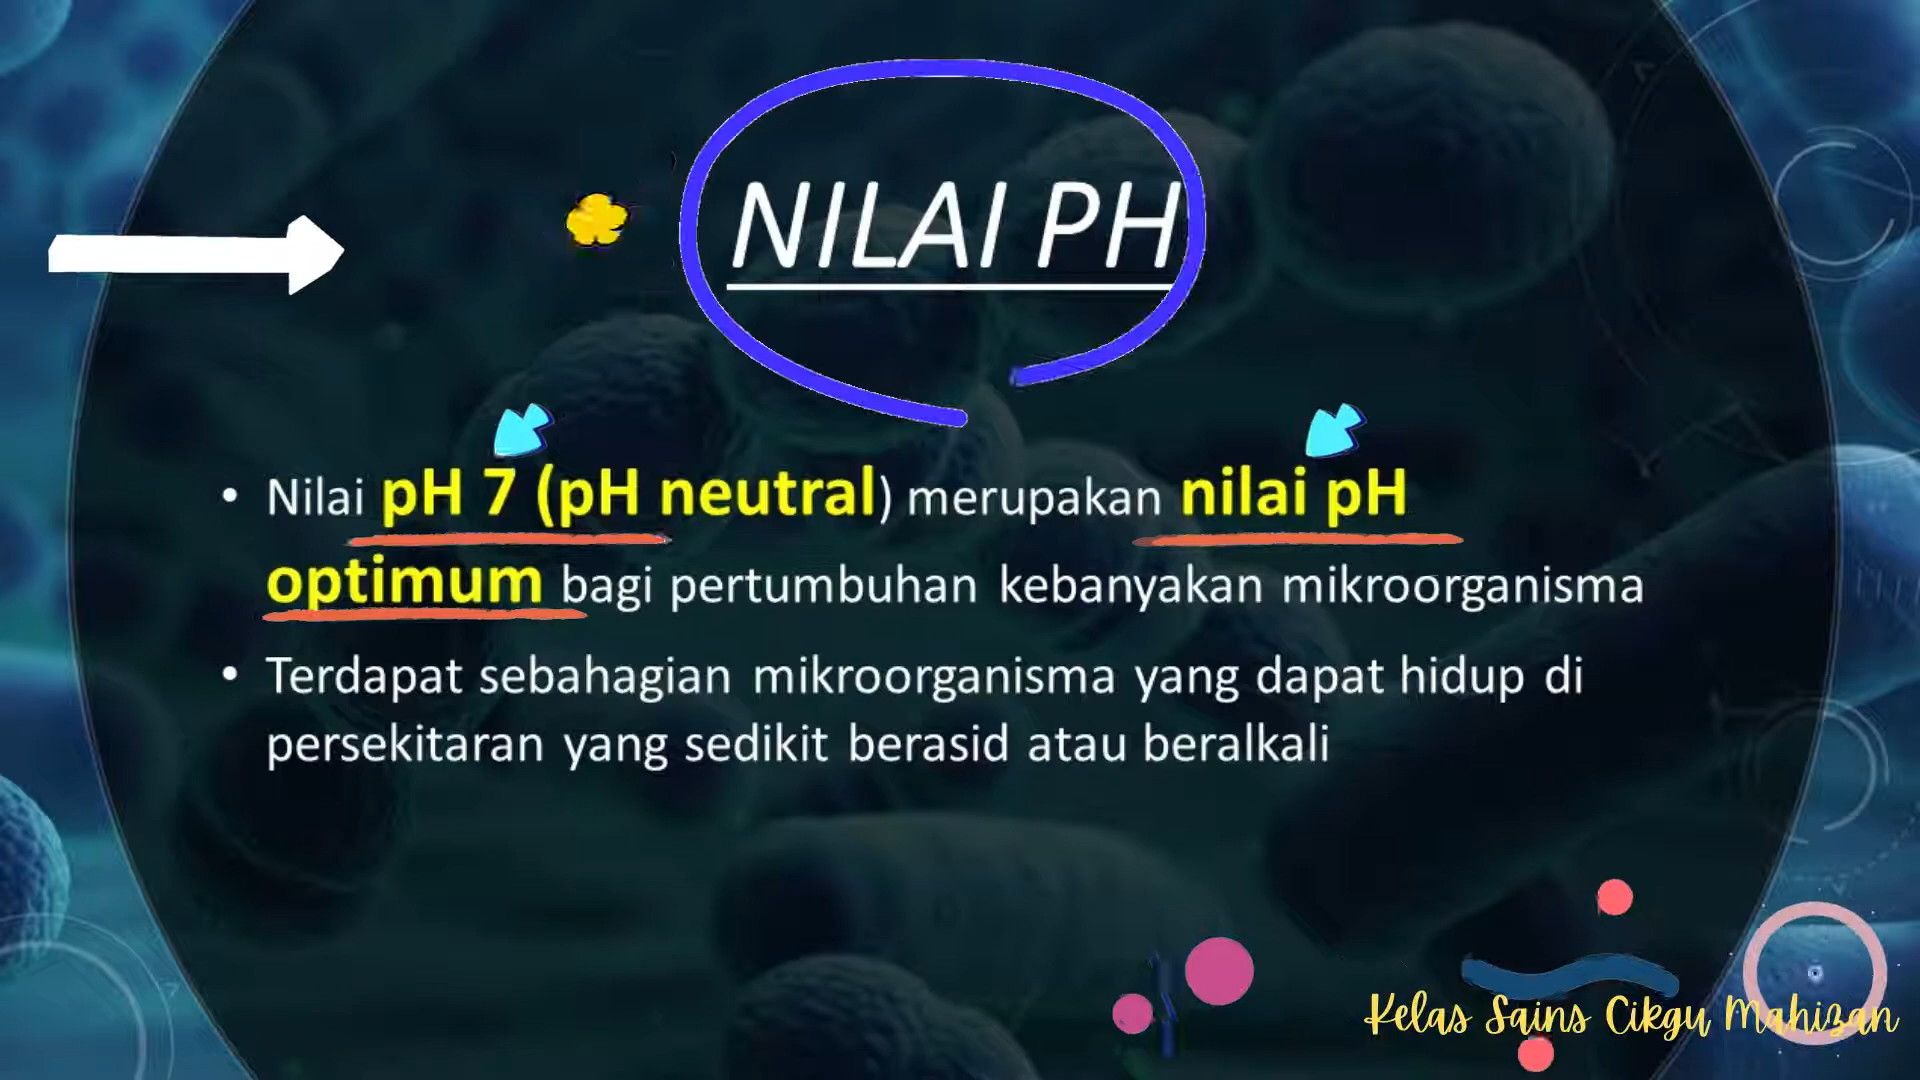 NILAI PH
• Nilai pH 7 (pH neutral) merupakan nilai pH
optimum bagi pertumbuhan kebanyakan mikroorganisma
• Terdapat sebahagian mikroorganisma yang dapat hidup di
persekitaran yang sedikit berasid atau beralkali
Kelas Sains Cikgu Mahizan